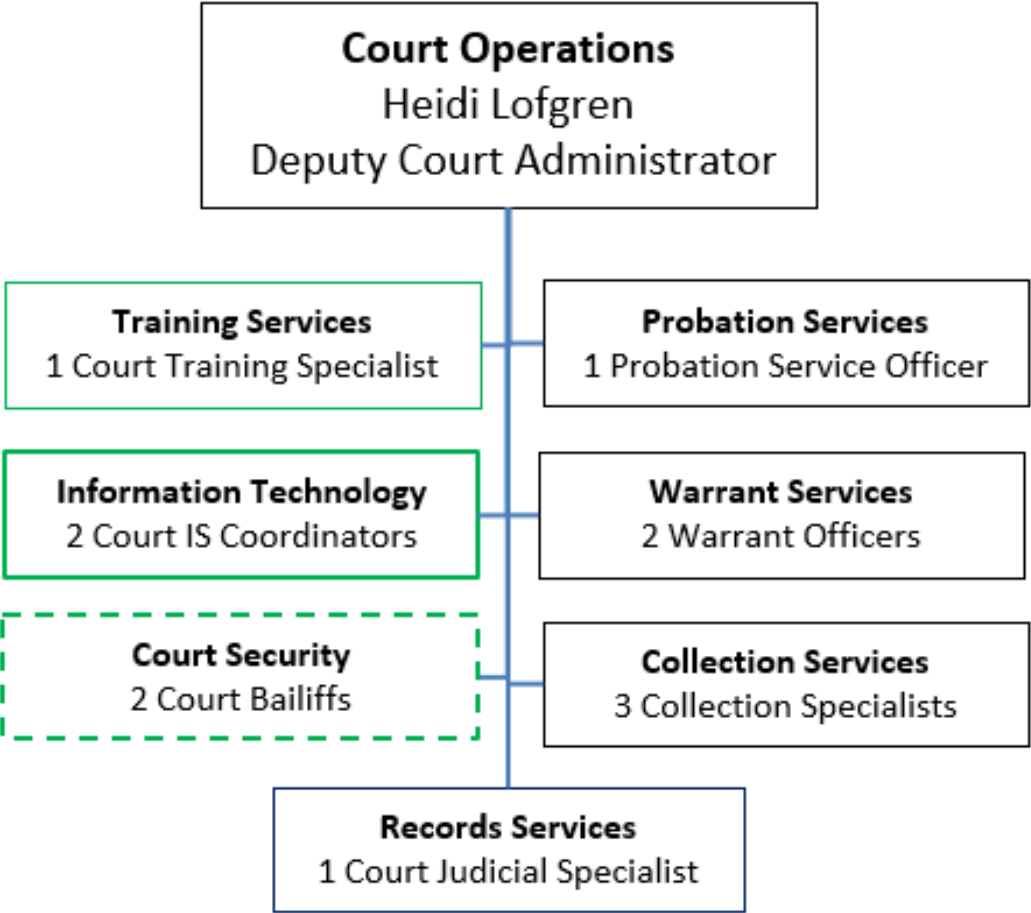 Court Operations
Heidi Lofgren
Deputy Court Administrator
Training Services
1 Court Training Specialist
Probation Services
1 Probation Service Officer
Information Technology
2 Court IS Coordinators
Warrant Services
2 Warrant Officers
Court Security
2 Court Bailiffs
Collection Services
3 Collection Specialists
Records Services
1 Court Judicial Specialist